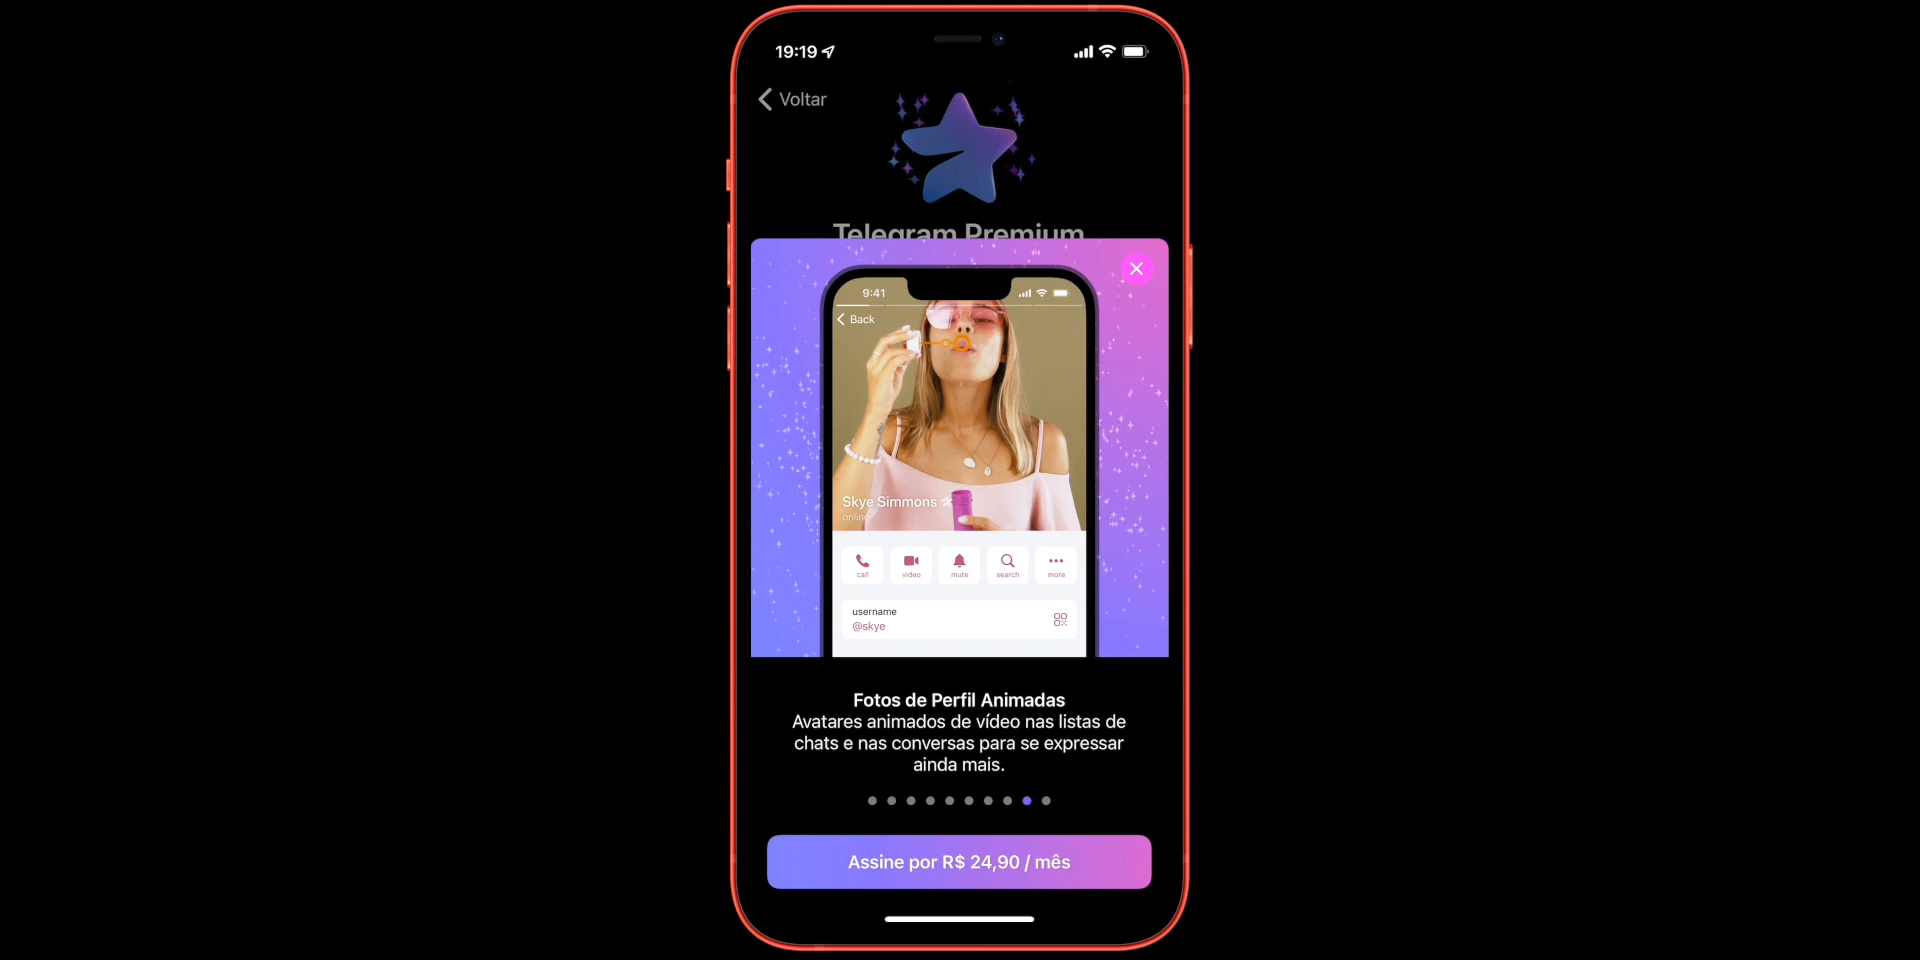 19:19
Voltar
Telegram Premium
9:41
Back
Skye Simmons
online
call
video
mute
search
more
username
@skye
Fotos de Perfil Animadas
Avatares animados de vídeo nas listas de
chats e nas conversas para se expressar
ainda mais.
Assine por R$ 24,90 / mês